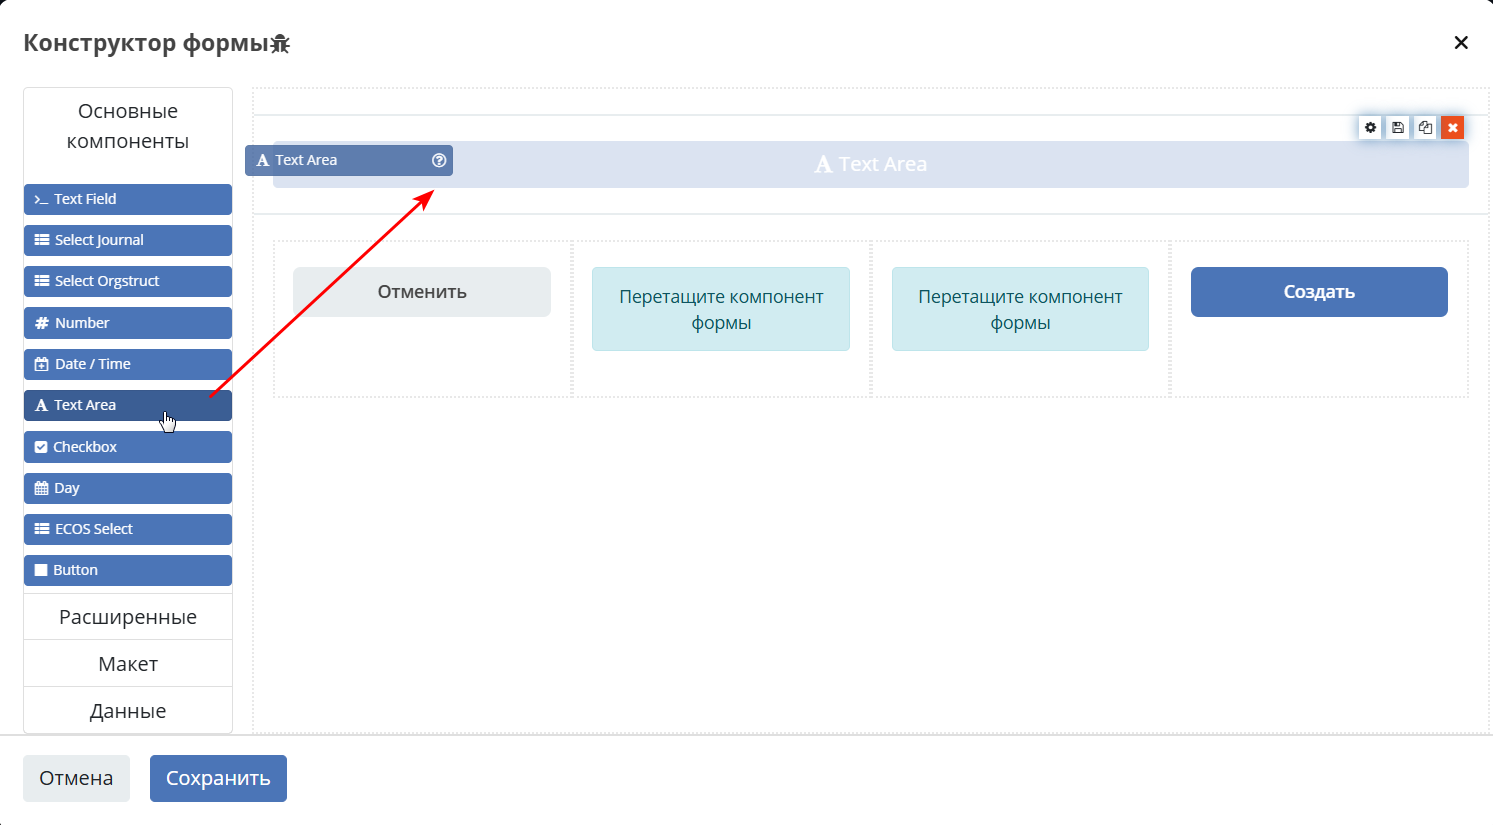 Конструктор формы
Основные
компоненты
Text Field
Select Journal
Select Orgstruct
Number
Date / Time
Text Area
Checkbox
Day
ECOS Select
Button
Расширенные
Макет
Данные
Text Area
Text Area
Отменить
Перетащите компонент
формы
Перетащите компонент
формы
Создать
Отмена
Сохранить